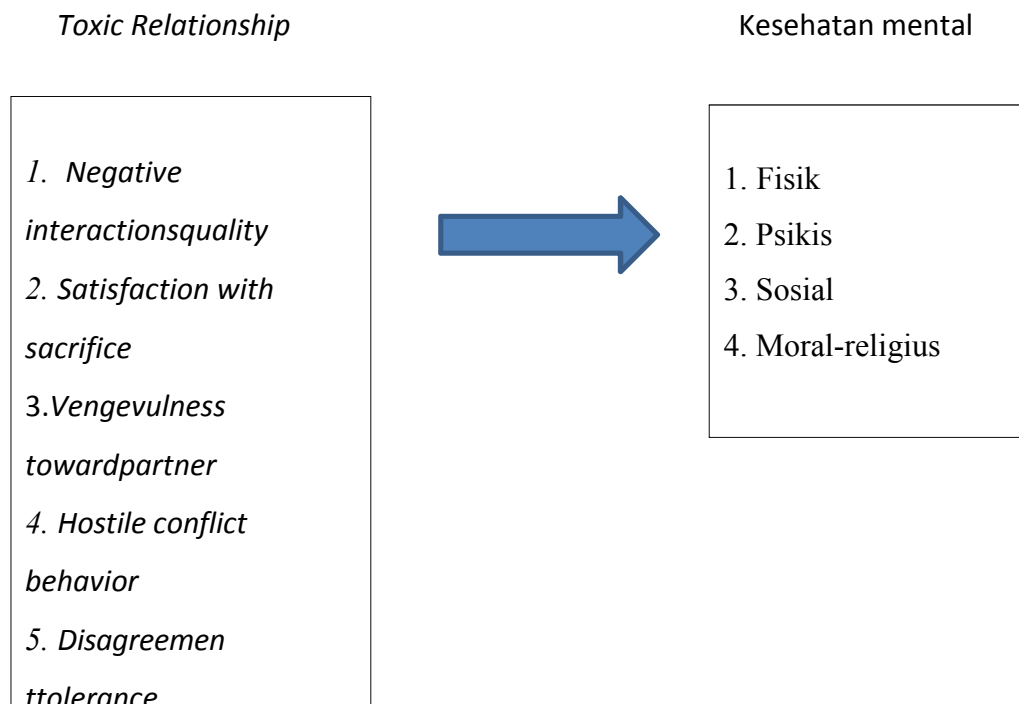 Toxic Relationship
Kesehatan mental
1. Negative
interactionsquality
2. Satisfaction with
sacrifice
3.Vengevulness
towardpartner
4. Hostile conflict
behavior
5. Disagreemen
ttolerance
1. Fisik
2. Psikis
3. Sosial
4. Moral-religius